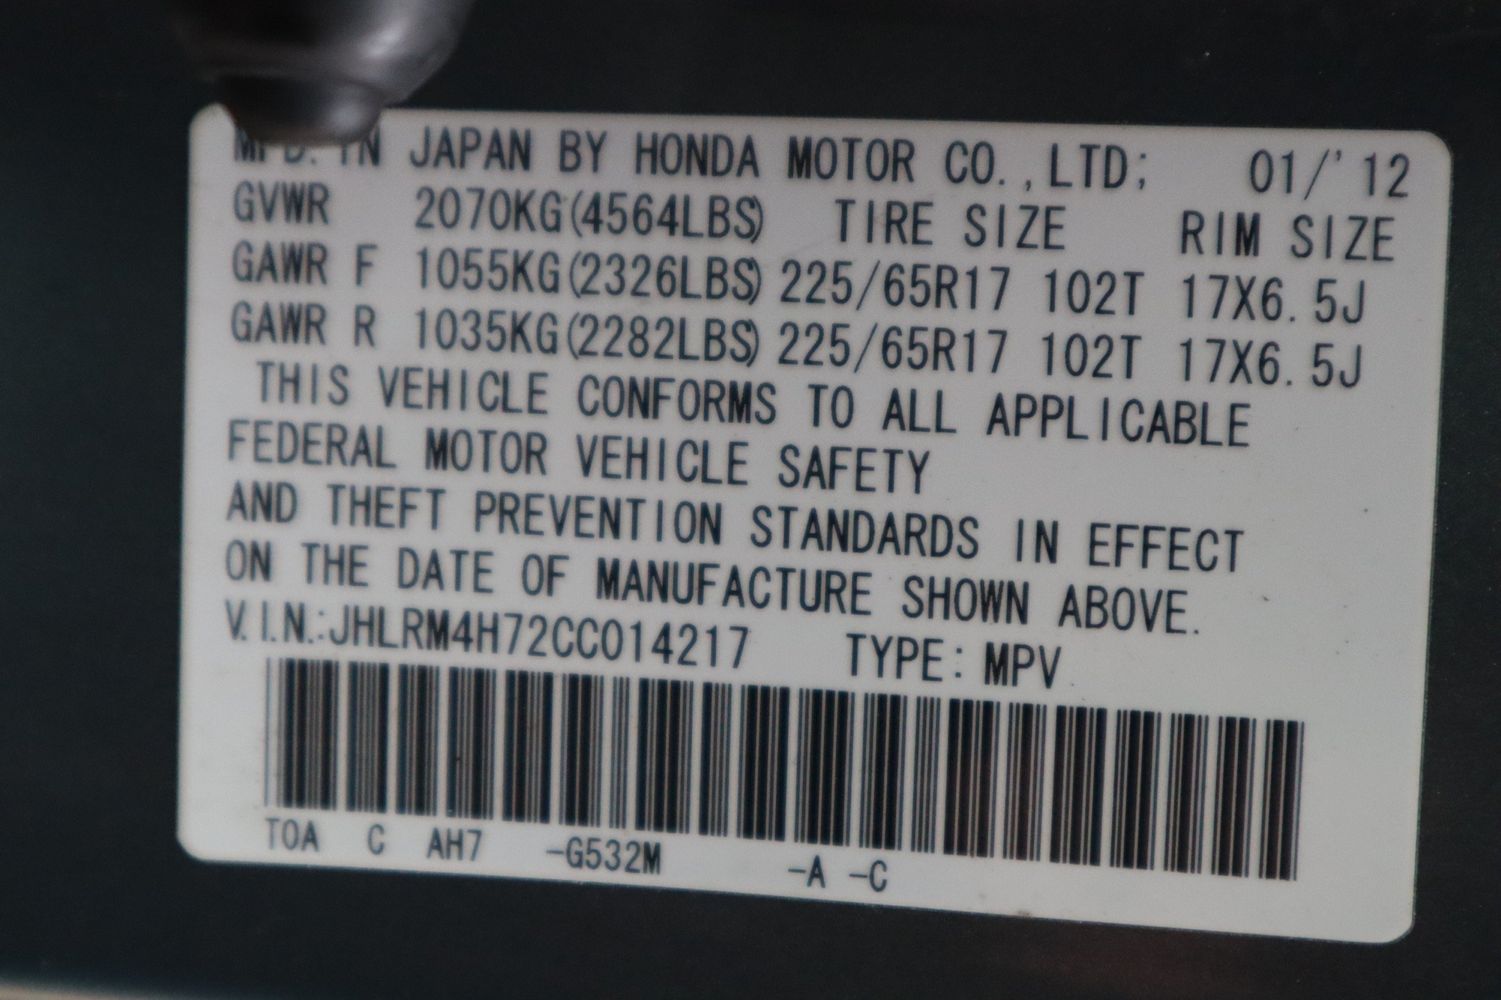 MFD. IN JAPAN BY HONDA MOTOR CO.,LTD; 01/'12
GVWR 2070KG(4564LBS) TIRE SIZE RIM SIZE
GAWR F 1055KG(2326LBS) 225/65R17 102T 17X6.5J
GAWR R 1035KG(2282LBS) 225/65R17 102T 17X6.5J
THIS VEHICLE CONFORMS TO ALL APPLICABLE
FEDERAL MOTOR VEHICLE SAFETY
AND THEFT PREVENTION STANDARDS IN EFFECT
ON THE DATE OF MANUFACTURE SHOWN ABOVE.
V.I.N.:JHLRM4H72CC014217 TYPE: MPV
TOA C AH7 -G532M -A -C